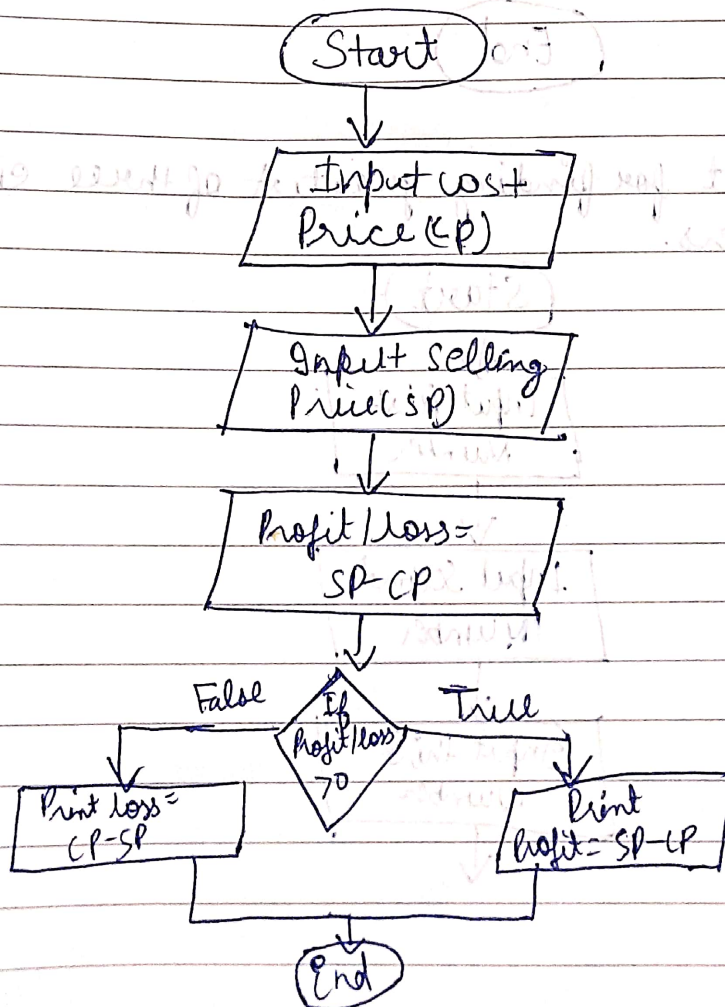 Start
Input cost
Price (CP)
Input selling
Price (SP)
Profit/loss =
SP-CP
False
If
Profit/loss
>0
True
Print loss =
CP-SP
Print
Profit = SP-CP
End